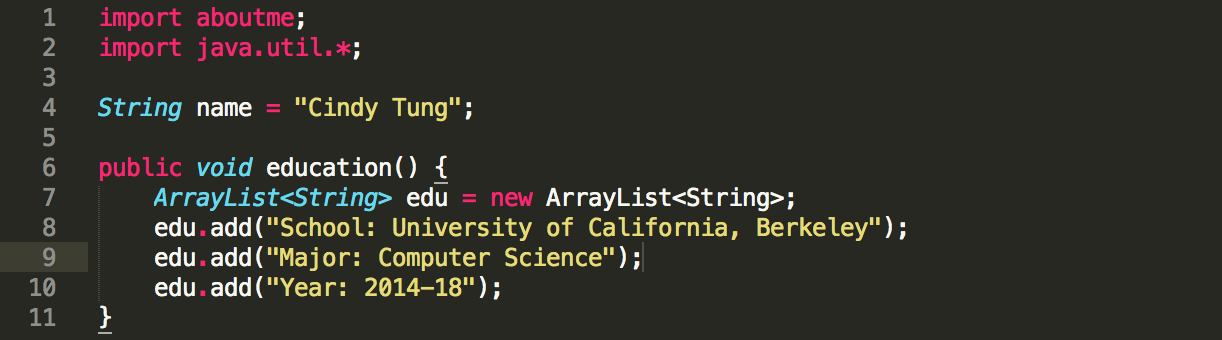 1 import aboutme;
2 import java.util.*;
3
4 String name = "Cindy Tung";
5
6 public void education() {
7 ArrayList<String> edu = new ArrayList<String>;
8 edu.add("School: University of California, Berkeley");
9 edu.add("Major: Computer Science");
10 edu.add("Year: 2014-18");
11 }